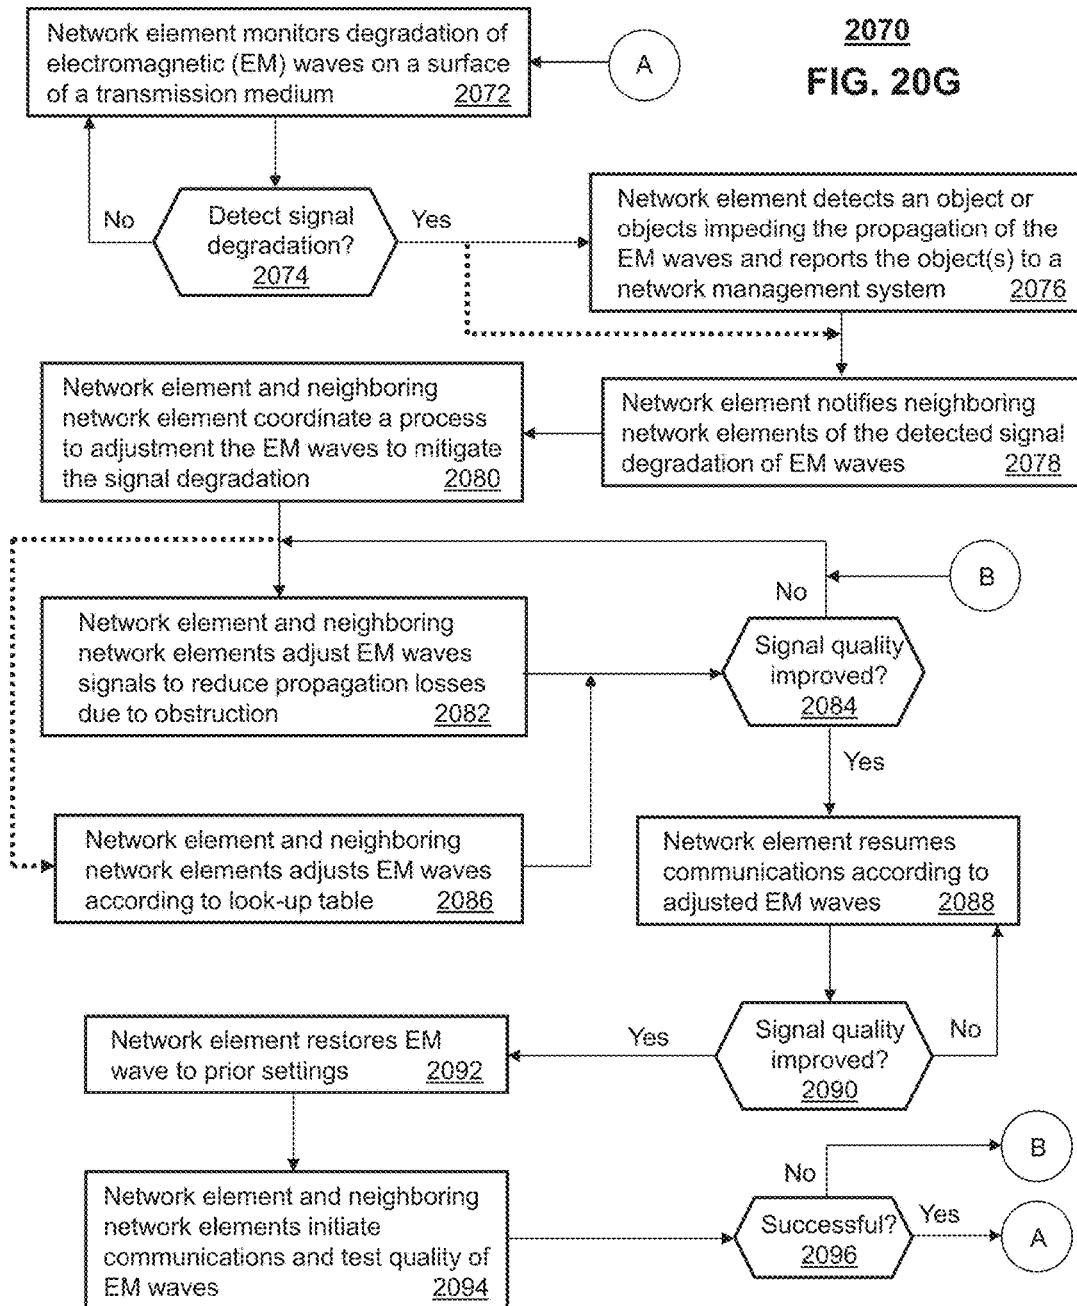 2070
FIG. 20G
Network element monitors degradation of
electromagnetic (EM) waves on a surface
of a transmission medium 2072
A
No
Detect signal
degradation?
2074
Yes
Network element detects an object or
objects impeding the propagation of the
EM waves and reports the object(s) to a
network management system 2076
Network element notifies neighboring
network elements of the detected signal
degradation of EM waves 2078
Network element and neighboring
network element coordinate a process
to adjustment the EM waves to mitigate
the signal degradation 2080
B
No
Network element and neighboring
network elements adjust EM waves
signals to reduce propagation losses
due to obstruction 2082
Signal quality
improved?
2084
Yes
Network element and neighboring
network elements adjusts EM waves
according to look-up table 2086
Network element resumes
communications according to
adjusted EM waves 2088
Signal quality
improved?
2090
Yes
No
Network element restores EM
wave to prior settings 2092
Network element and neighboring
network elements initiate
communications and test quality of
EM waves 2094
Successful?
2096
No
B
Yes
A